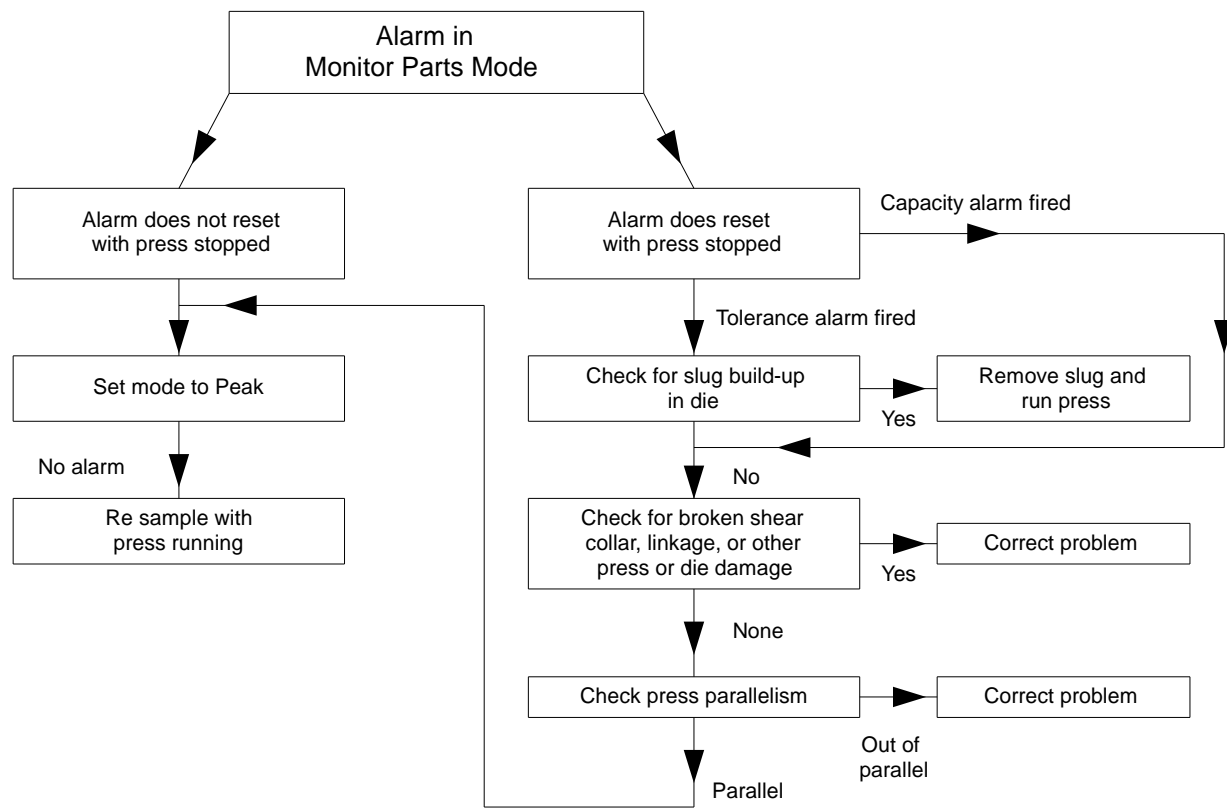 Alarm in
Monitor Parts Mode
Alarm does not reset
with press stopped
Alarm does reset
with press stopped
Capacity alarm fired
Tolerance alarm fired
Set mode to Peak
Check for slug build-up
in die
Yes
Remove slug and
run press
No alarm
No
Re sample with
press running
Check for broken shear
collar, linkage, or other
press or die damage
Yes
Correct problem
None
Check press parallelism
Correct problem
Out of
parallel
Parallel